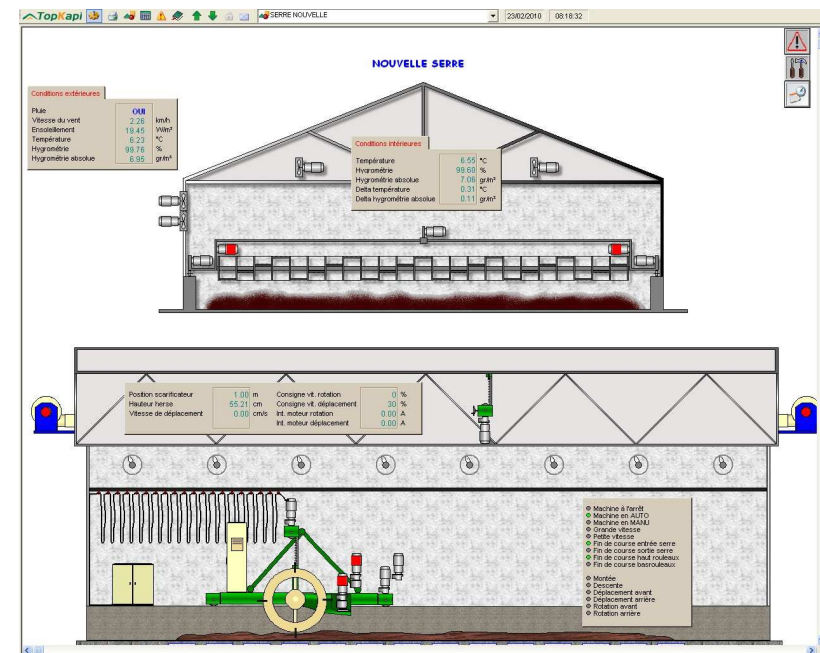 TopKapi SERRE NOUVELLE 23/02/2010 08:18:32
NOUVELLE SERRE
Conditions extérieures
Pluie OUI
Vitesse du vent 2.26 km/h
Ensoleillement 19.45 W/m²
Température 6.23 °C
Hygrométrie 99.76 %
Hygrométrie absolue 6.95 gr/m³
Conditions intérieures
Température 6.55 °C
Hygrométrie 99.60 %
Hygrométrie absolue 7.06 gr/m³
Delta température 0.31 °C
Delta hygrométrie absolue 0.11 gr/m³
Position scarificateur 1.00 m Consigne vit. rotation 0 %
Hauteur herse 55.21 cm Consigne vit. déplacement 30 %
Vitesse de déplacement 0.00 cm/s Int. moteur rotation 0.00 A
Int. moteur déplacement 0.00 A
Machine à l'arrêt
Machine en AUTO
Machine en MANU
Grande vitesse
Petite vitesse
Fin de course entrée serre
Fin de course sortie serre
Fin de course haut rouleaux
Fin de course basrouleaux
Montée
Descente
Déplacement avant
Déplacement arrière
Rotation avant
Rotation arrière